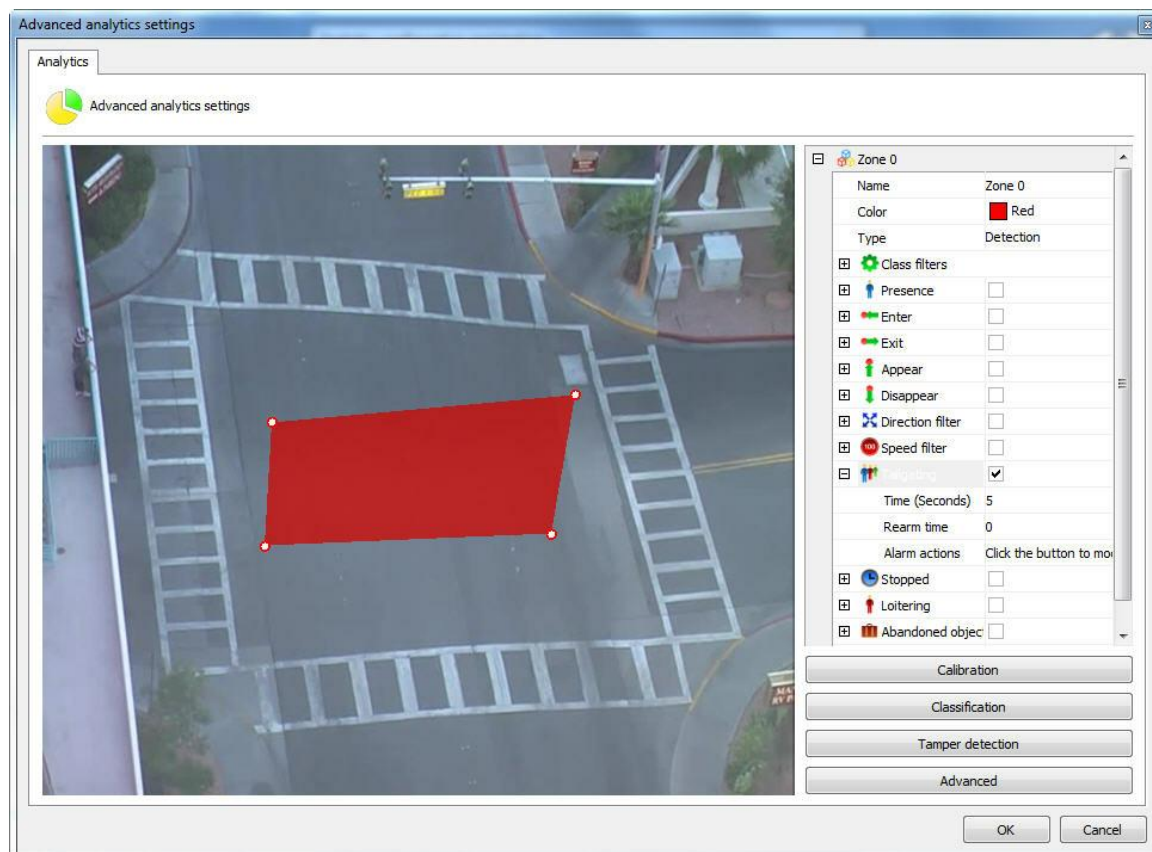 Advanced analytics settings
Analytics
Advanced analytics settings
Zone 0
Name Zone 0
Color Red
Type Detection
Class filters
Presence
Enter
Exit
Appear
Disappear
Direction filter
100 Speed filter
Targeting
Time (Seconds) 5
Rearm time 0
Alarm actions Click the button to mo
Stopped
Loitering
Abandoned objec
Calibration
Classification
Tamper detection
Advanced
OK Cancel